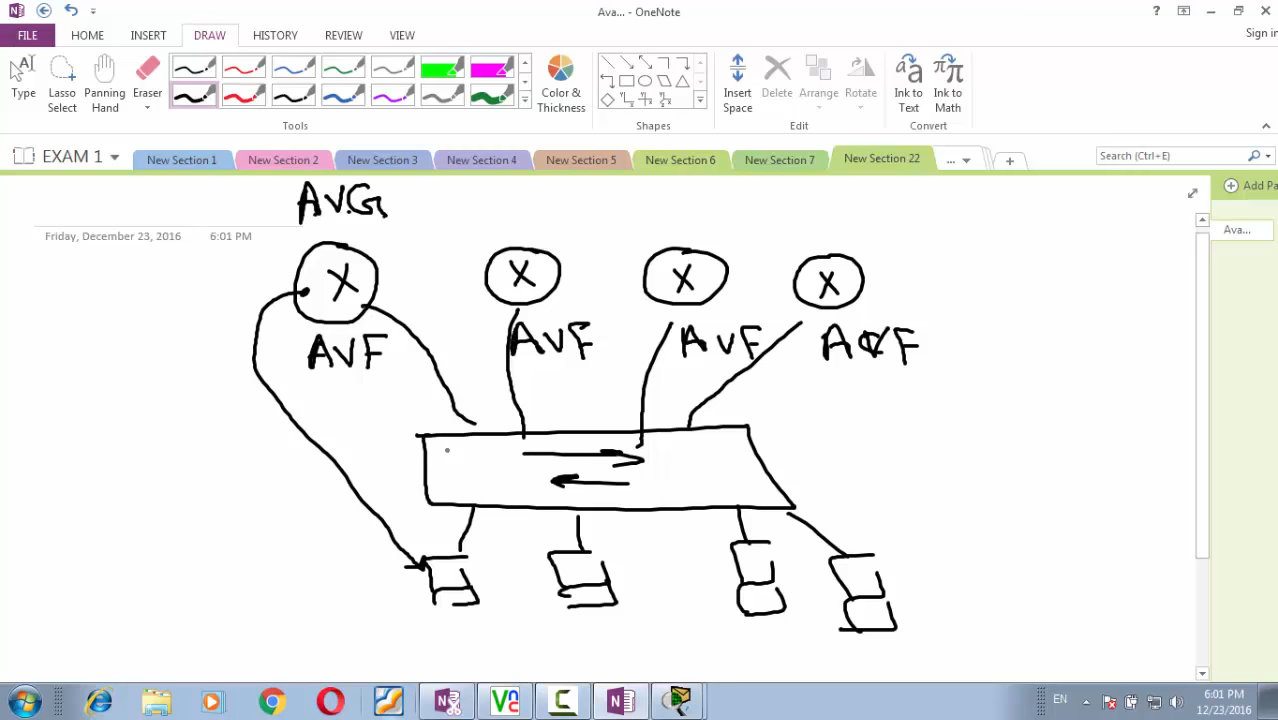 Ava... - OneNote
FILE HOME INSERT DRAW HISTORY REVIEW VIEW
Sign in
Type
Lasso Select
Panning Hand
Eraser
Color & Thickness
Insert Space
Delete
Arrange
Rotate
Ink to Text
Ink to Math
Tools
Shapes
Edit
Convert
EXAM 1
New Section 1
New Section 2
New Section 3
New Section 4
New Section 5
New Section 6
New Section 7
New Section 22
...
Search (Ctrl+E)
Add Pa
Ava...
AVG
Friday, December 23, 2016 6:01 PM
X X X X
AVF AVF AVF AVF
EN
6:01 PM
12/23/2016